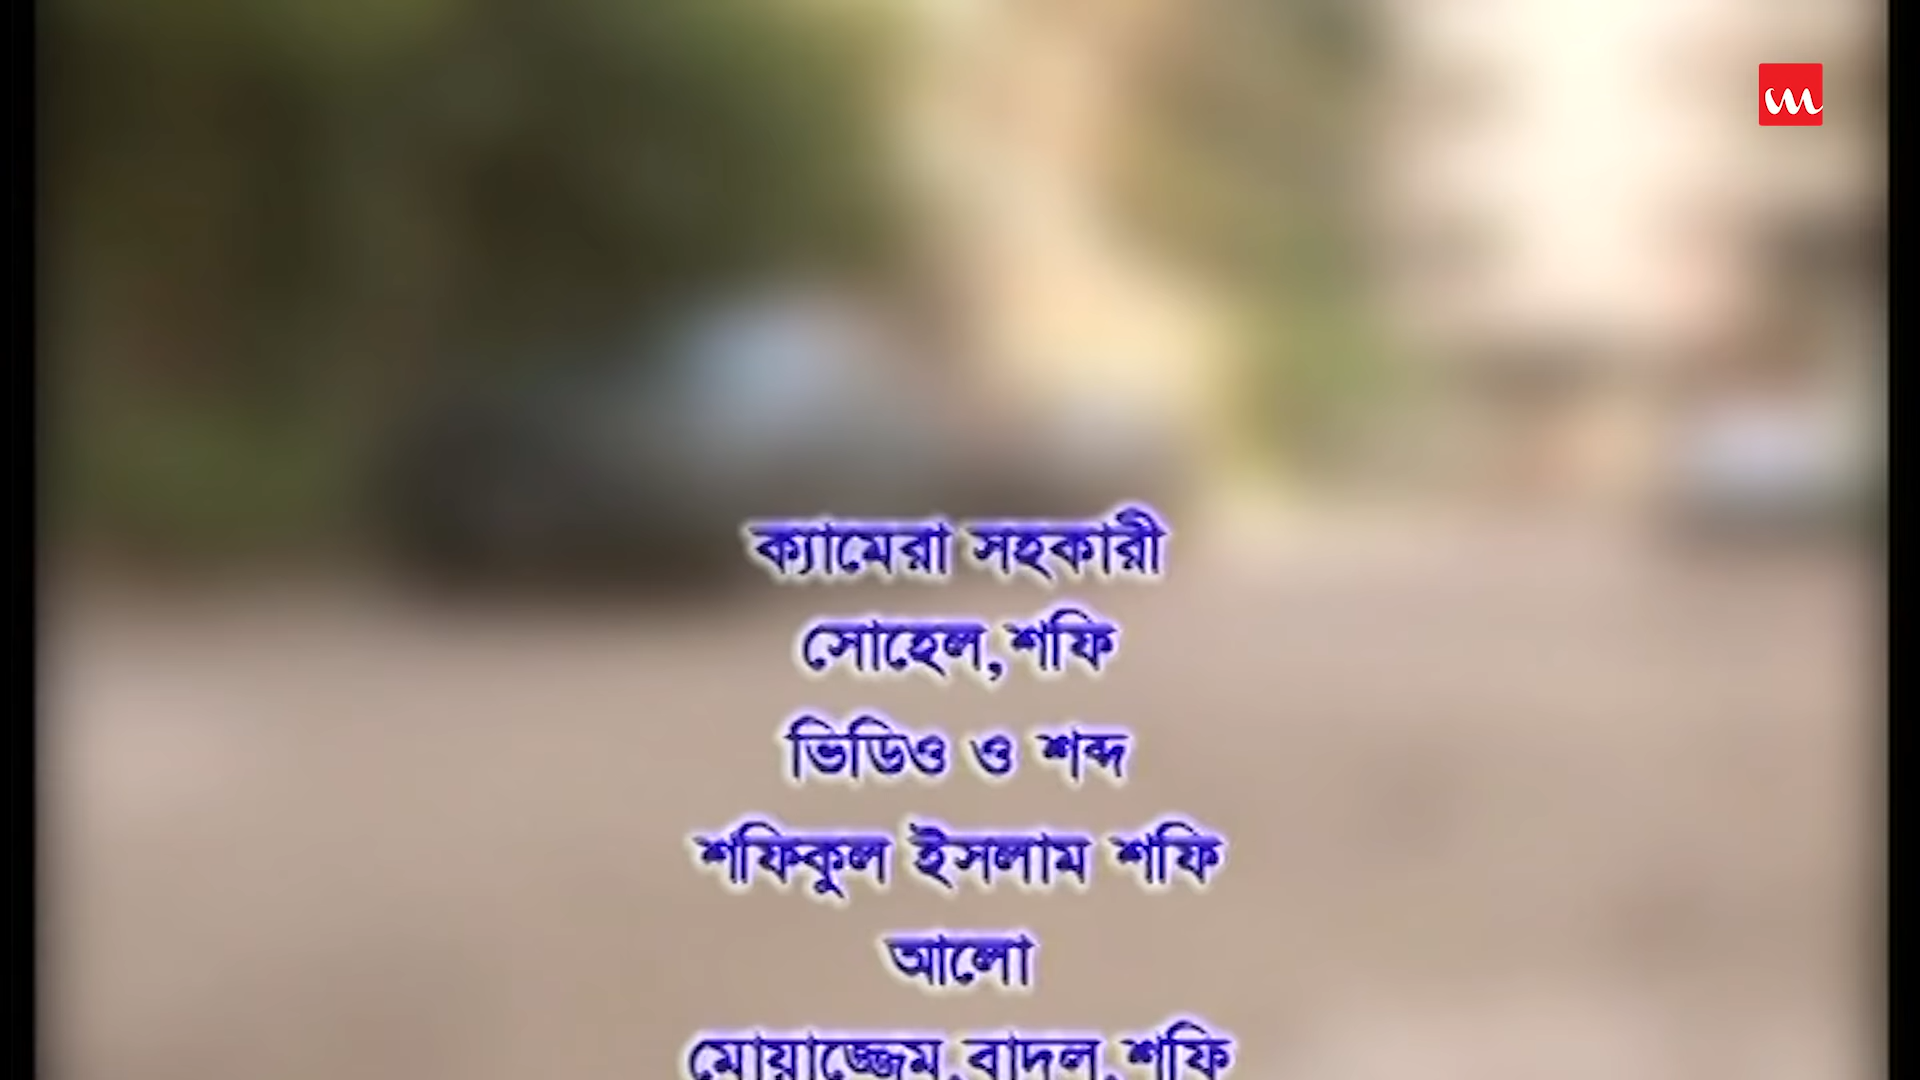 ক্যামেরা সহকারী
সোহেল,শফি
ভিডিও ও শব্দ
শফিকুল ইসলাম শফি
আলো
মোয়াজ্জেম,বাদল,শফি